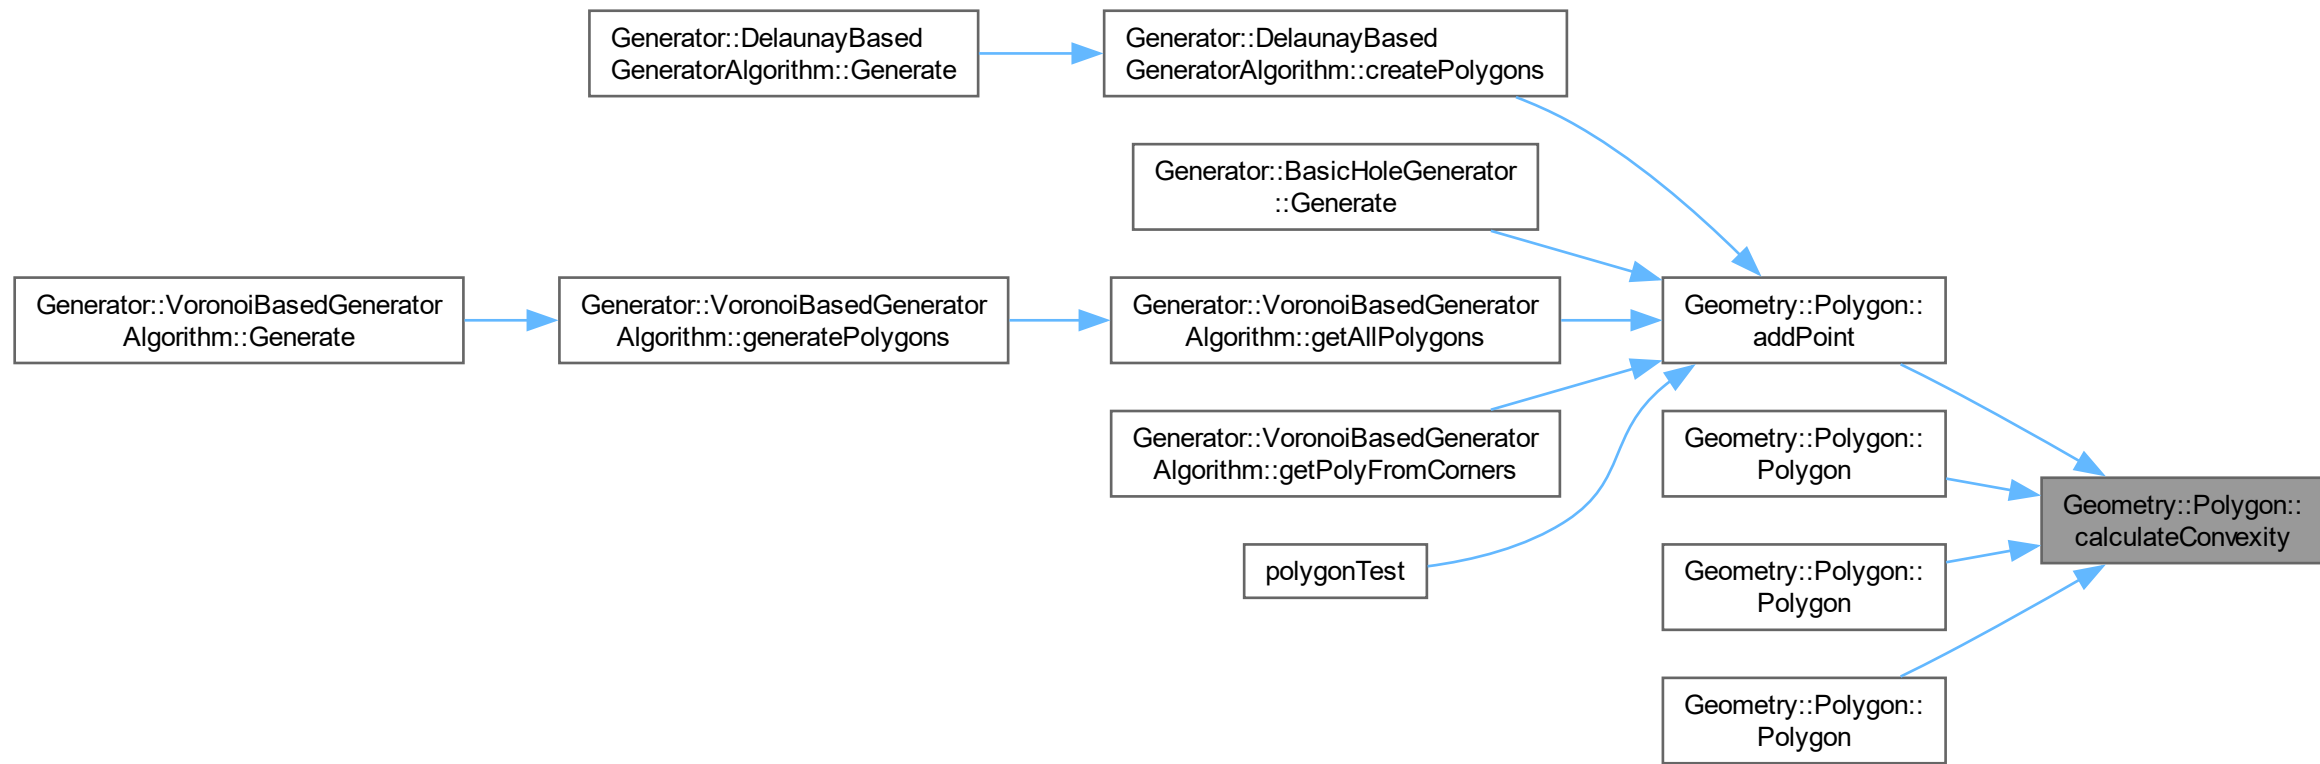 Generator::DelaunayBased
GeneratorAlgorithm::Generate
Generator::DelaunayBased
GeneratorAlgorithm::createPolygons
Generator::BasicHoleGenerator
::Generate
Generator::VoronoiBasedGenerator
Algorithm::Generate
Generator::VoronoiBasedGenerator
Algorithm::generatePolygons
Generator::VoronoiBasedGenerator
Algorithm::getAllPolygons
Geometry::Polygon::
addPoint
Generator::VoronoiBasedGenerator
Algorithm::getPolyFromCorners
Geometry::Polygon::
Polygon
Geometry::Polygon::
calculateConvexity
polygonTest
Geometry::Polygon::
Polygon
Geometry::Polygon::
Polygon